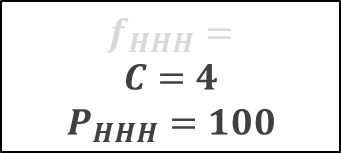 f_HHH =
C = 4
P_HHH = 100